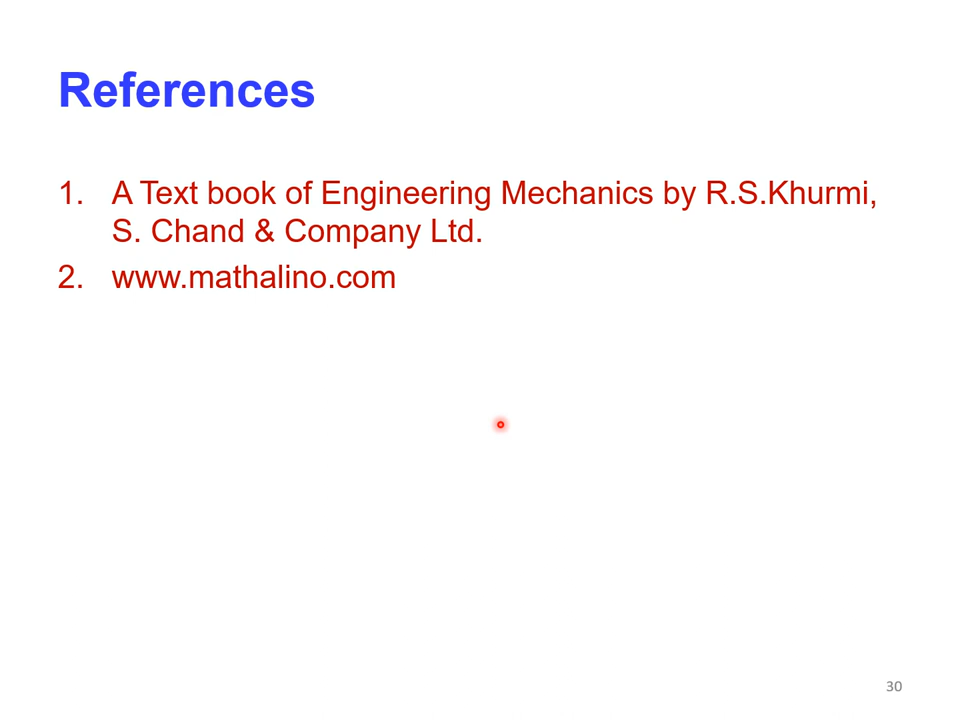 References
1. A Text book of Engineering Mechanics by R.S.Khurmi,
S. Chand & Company Ltd.
2. www.mathalino.com
30